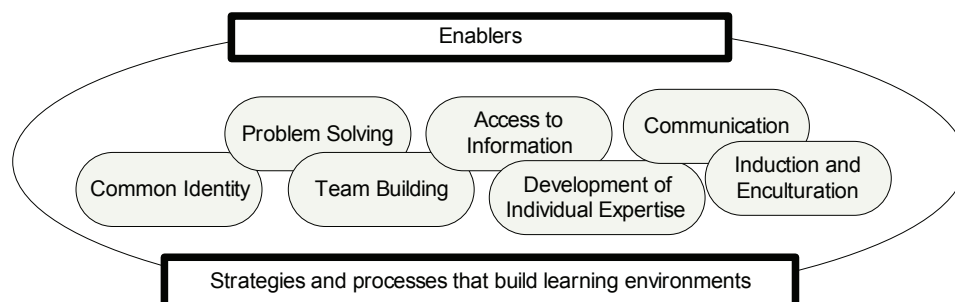 Enablers
Problem Solving
Access to
Information
Communication
Common Identity
Team Building
Development of
Individual Expertise
Induction and
Enculturation
Strategies and processes that build learning environments